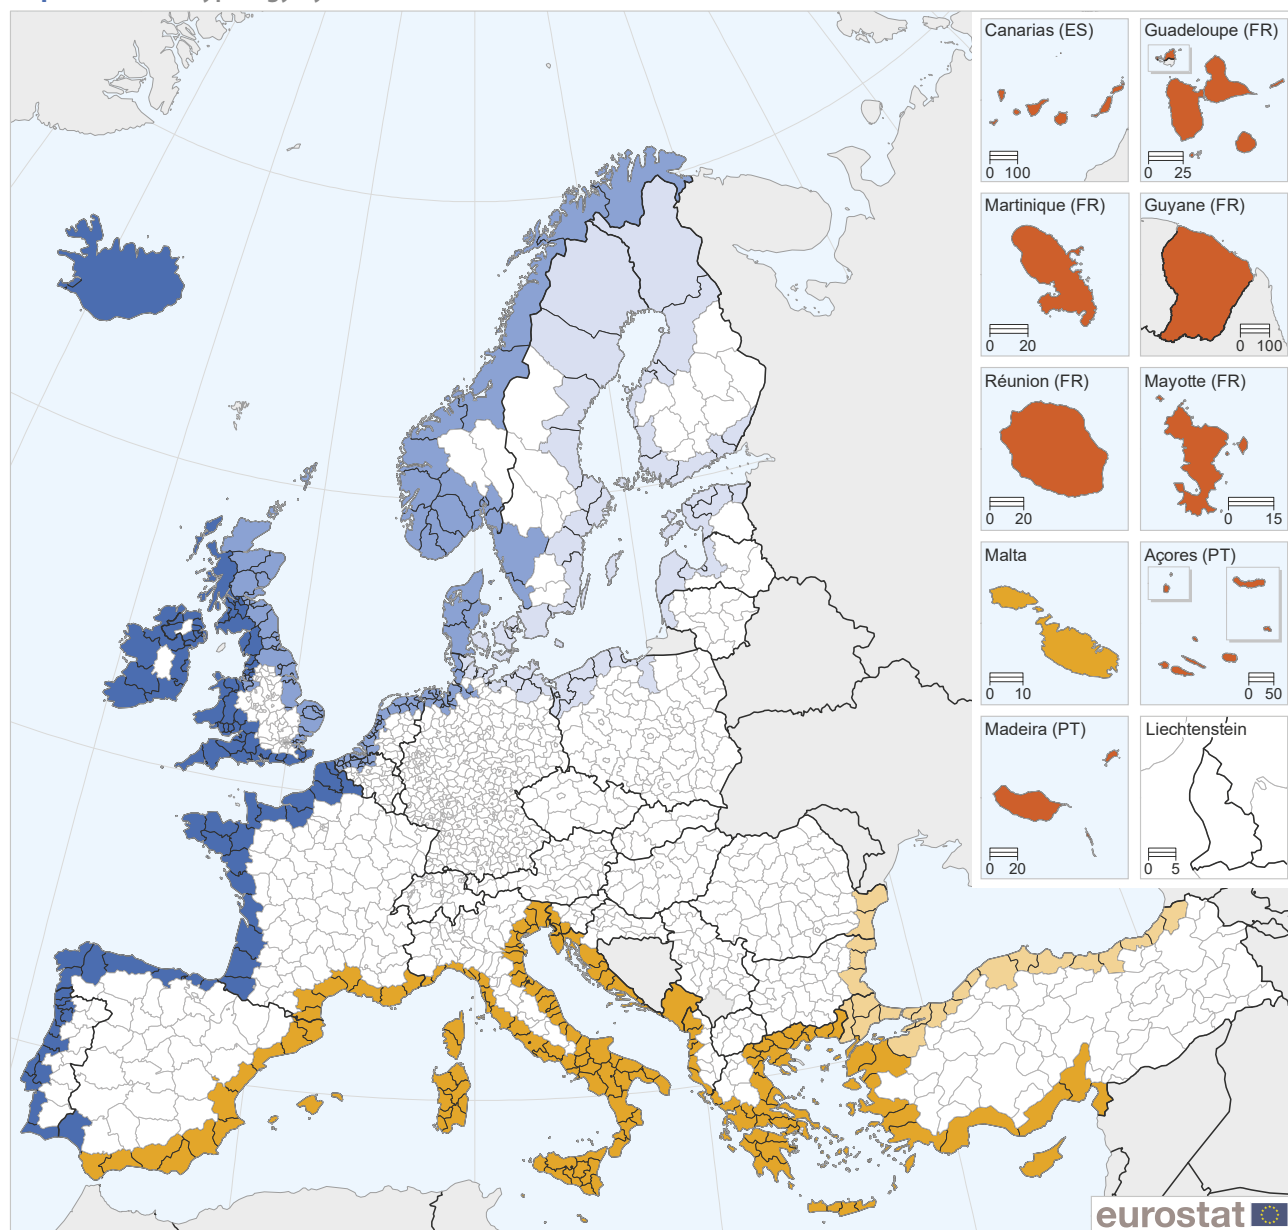 Canarias (ES)
0 100
Guadeloupe (FR)
0 25
Martinique (FR)
0 20
Guyane (FR)
0 100
Réunion (FR)
0 20
Mayotte (FR)
0 15
Malta
0 10
Açores (PT)
0 50
Madeira (PT)
0 20
Liechtenstein
0 5
eurostat